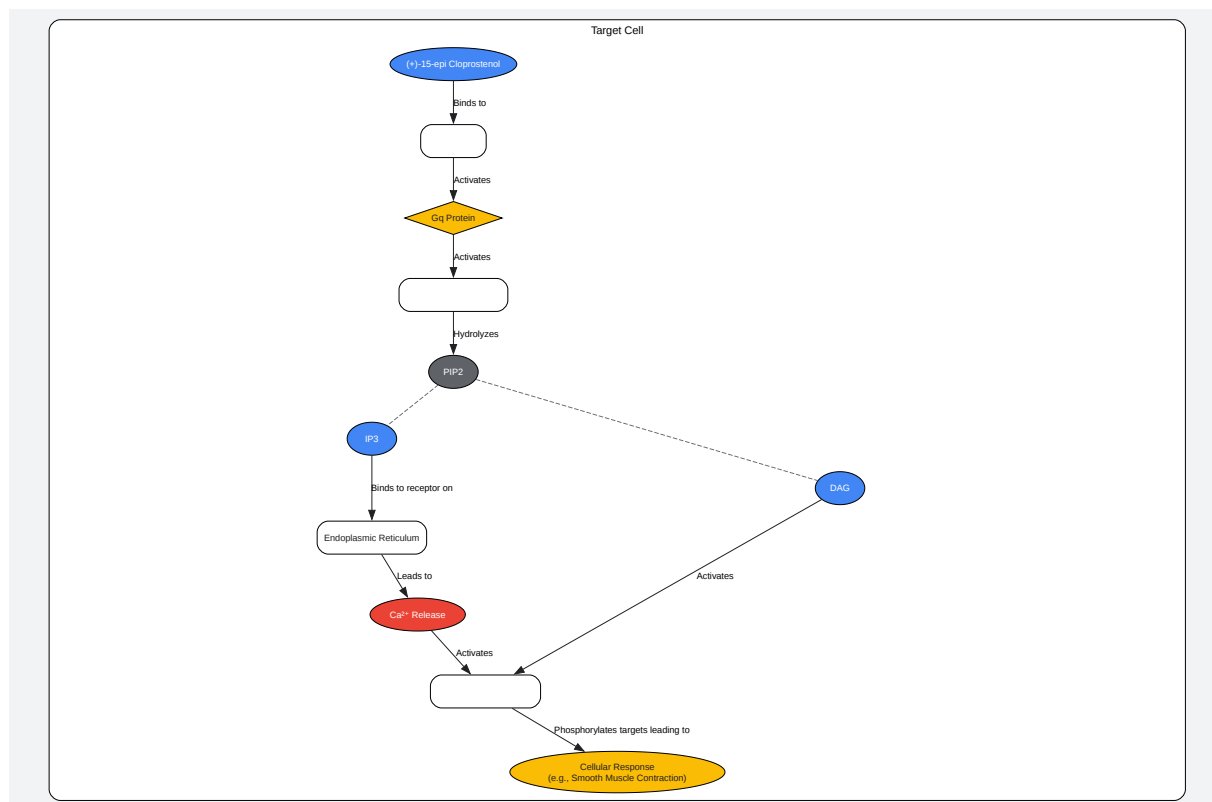 Target Cell
(+)-15-epi Cloprostenol
Binds to
Activates
Gq Protein
Activates
Hydrolyzes
PIP2
IP3
Binds to receptor on
DAG
Endoplasmic Reticulum
Leads to
Activates
Ca²⁺ Release
Activates
Phosphorylates targets leading to
Cellular Response
(e.g., Smooth Muscle Contraction)